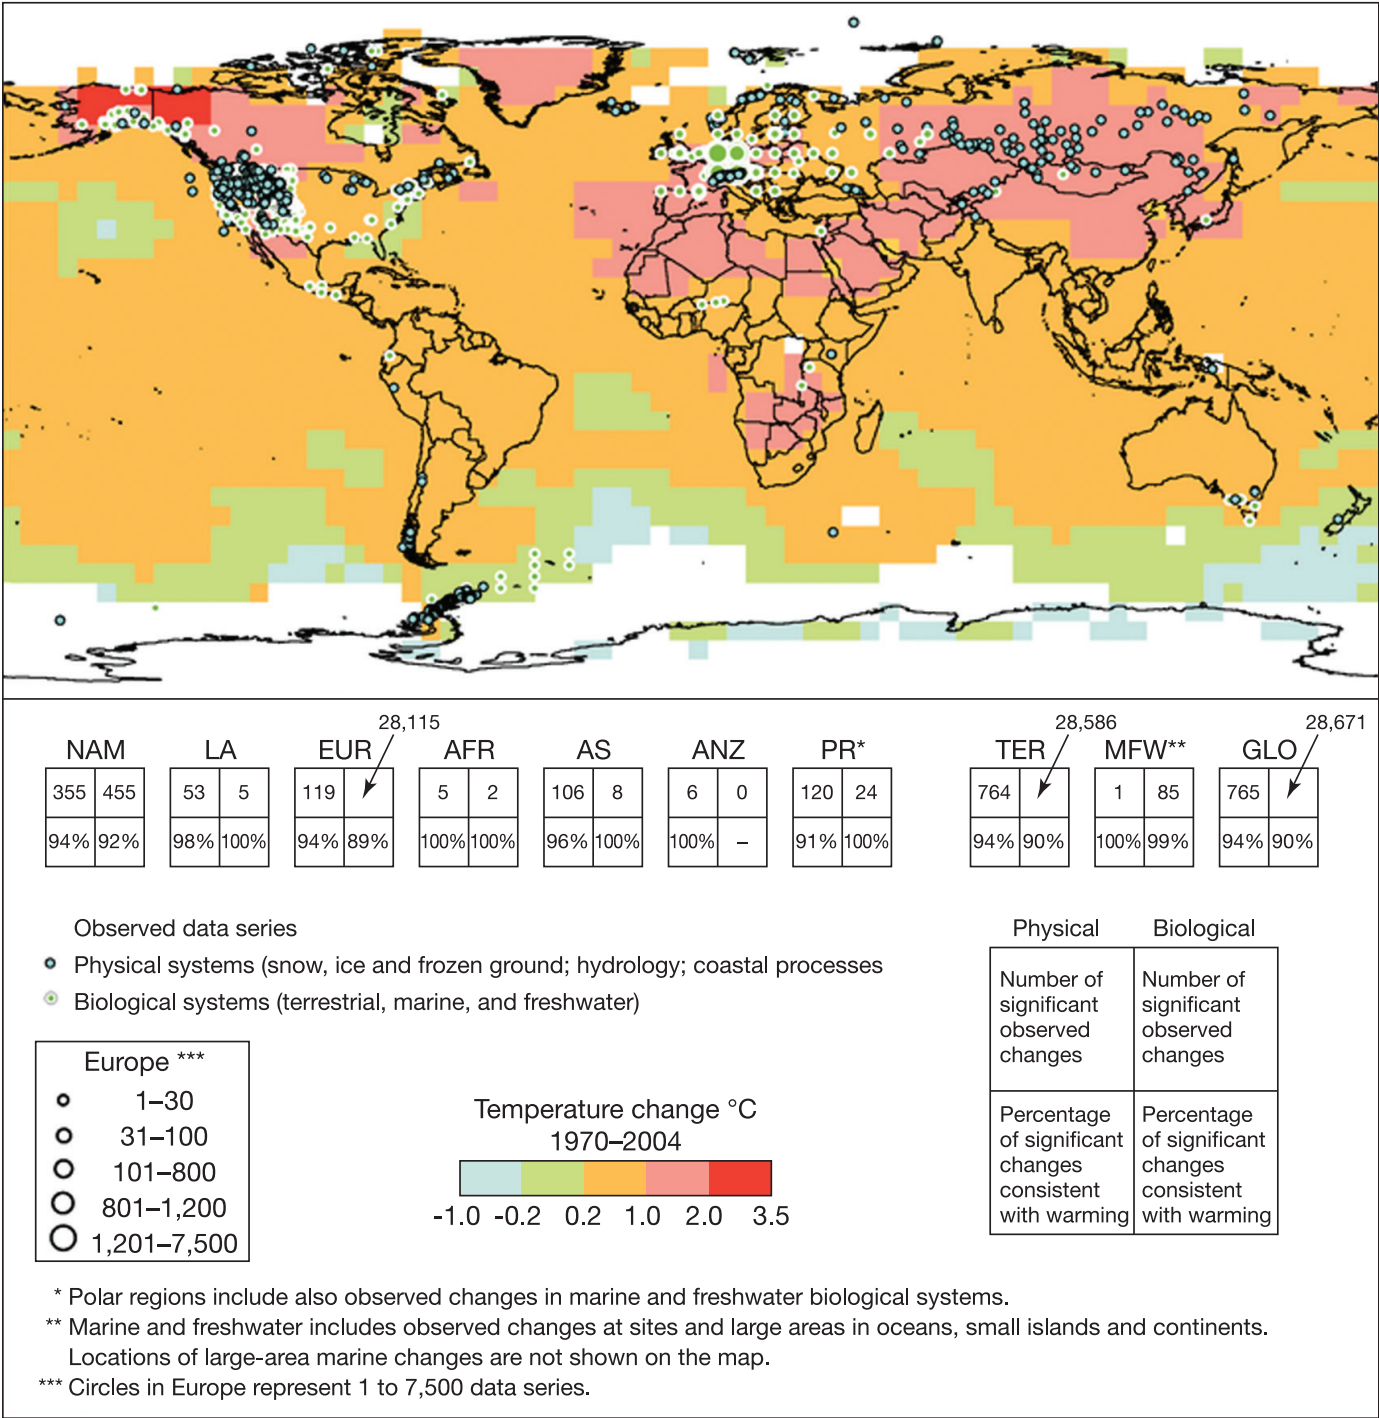 28,115 28,586 28,671
NAM LA EUR AFR AS ANZ PR* TER MFW** GLO
355 455 53 5 119 5 2 106 8 6 0 120 24 764 1 85 765
94% 92% 98% 100% 94% 89% 100% 100% 96% 100% 100% – 91% 100% 94% 90% 100% 99% 94% 90%
Observed data series
Physical systems (snow, ice and frozen ground; hydrology; coastal processes
Biological systems (terrestrial, marine, and freshwater)
Physical Biological
Number of
significant
observed
changes
Number of
significant
observed
changes
Percentage
of significant
changes
consistent
with warming
Percentage
of significant
changes
consistent
with warming
Europe ***
1–30
31–100
101–800
801–1,200
1,201–7,500
Temperature change °C
1970–2004
-1.0 -0.2 0.2 1.0 2.0 3.5
* Polar regions include also observed changes in marine and freshwater biological systems.
** Marine and freshwater includes observed changes at sites and large areas in oceans, small islands and continents.
Locations of large-area marine changes are not shown on the map.
*** Circles in Europe represent 1 to 7,500 data series.